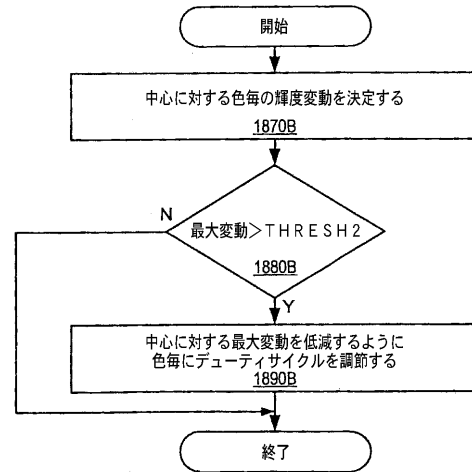 開始
中心に対する色毎の輝度変動を決定する
1870B
N
最大変動>THRESH2
1880B
Y
中心に対する最大変動を低減するように
色毎にデューティサイクルを調節する
1890B
終了